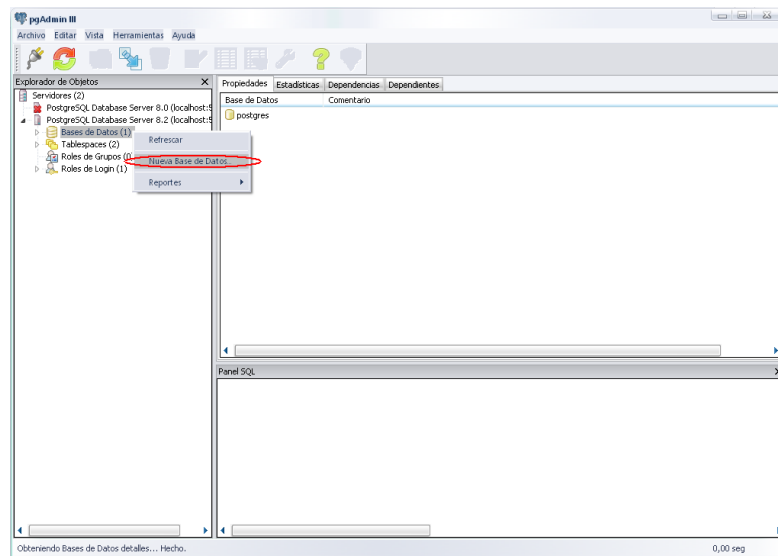 pgAdmin III
Archivo Editar Vista Herramientas Ayuda
Explorador de Objetos
Servidores (2)
PostgreSQL Database Server 8.0 (localhost:5
PostgreSQL Database Server 8.2 (localhost:5
Bases de Datos (1)
Tablespaces (2)
Roles de Grupos (0)
Roles de Login (1)
Refrescar
Nueva Base de Datos..
Reportes
Propiedades Estadísticas Dependencias Dependientes
Base de Datos Comentario
postgres
Panel SQL
Obteniendo Bases de Datos detalles... Hecho.
0,00 seg